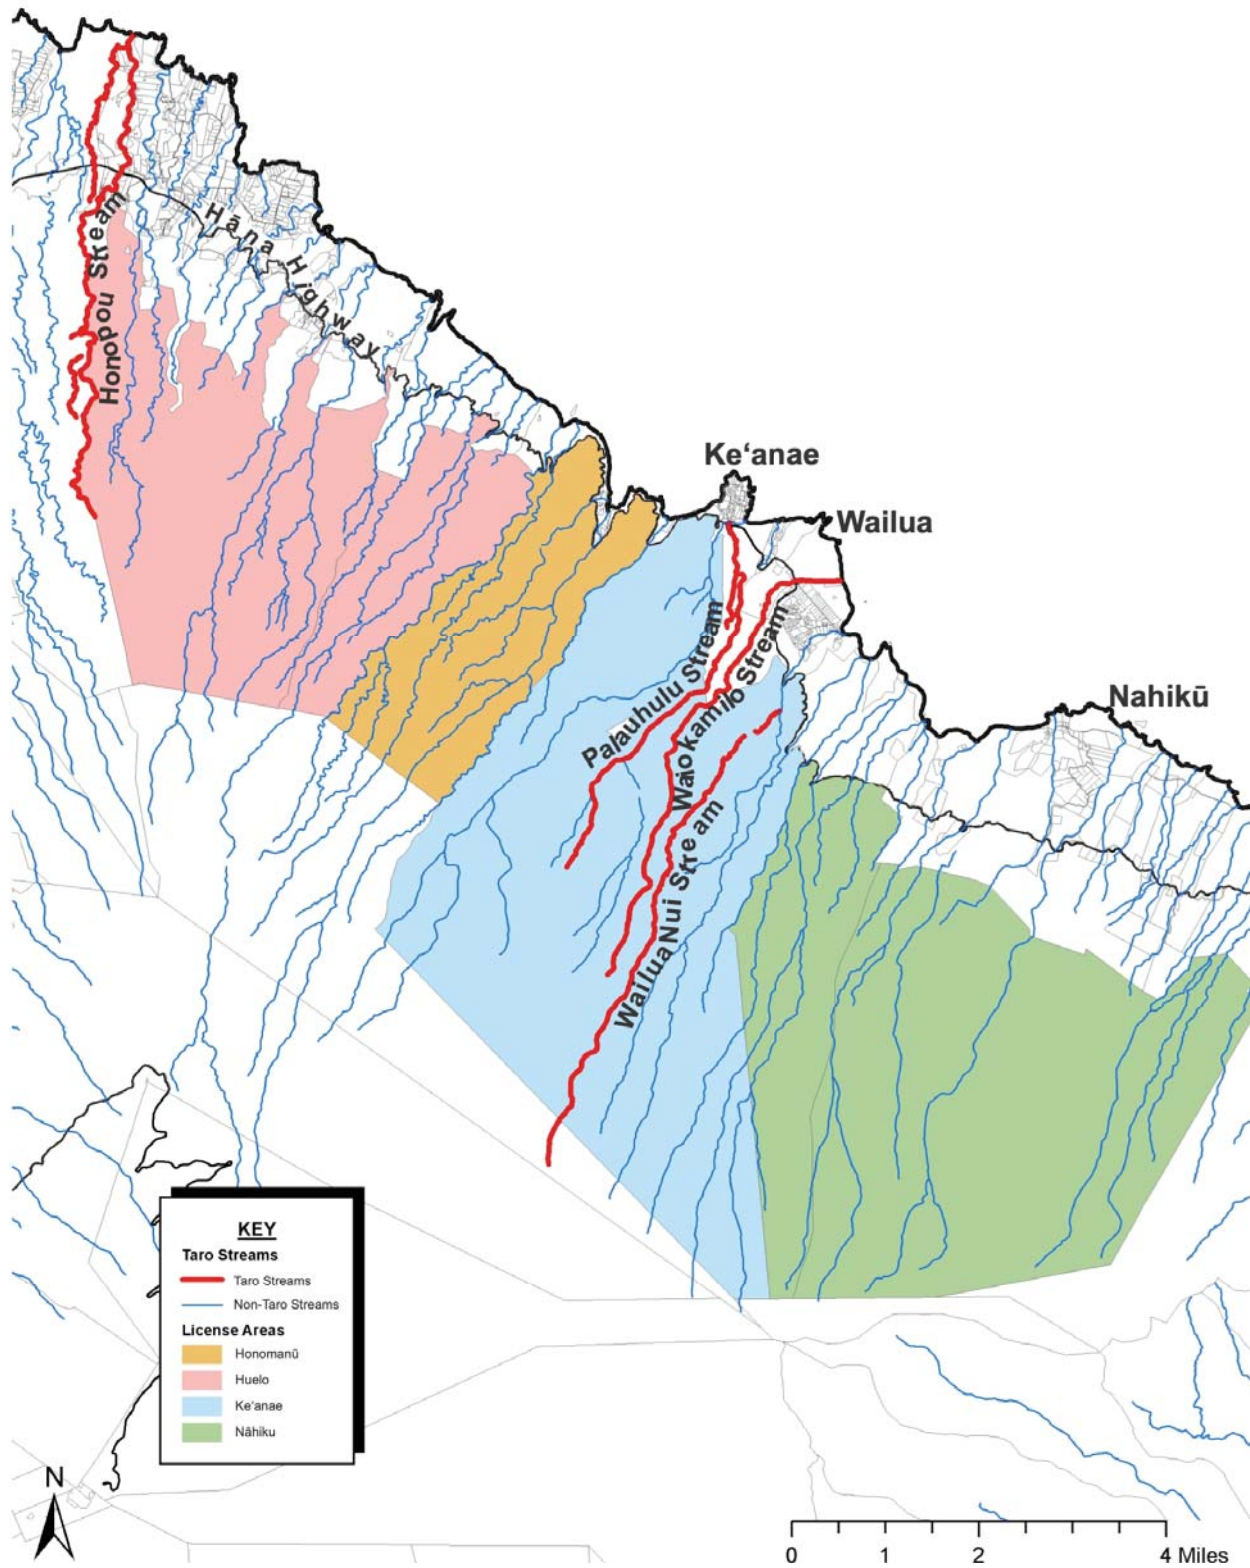 Honopou Stream
Hāna Highway
Ke‘anae
Wailua
Nahikū
Palauhulu Stream
Waiokamilo Stream
Wailua Nui Stream
KEY
Taro Streams
Taro Streams
Non-Taro Streams
License Areas
Honomanū
Huelo
Ke‘anae
Nāhiku
N
0 1 2 4 Miles